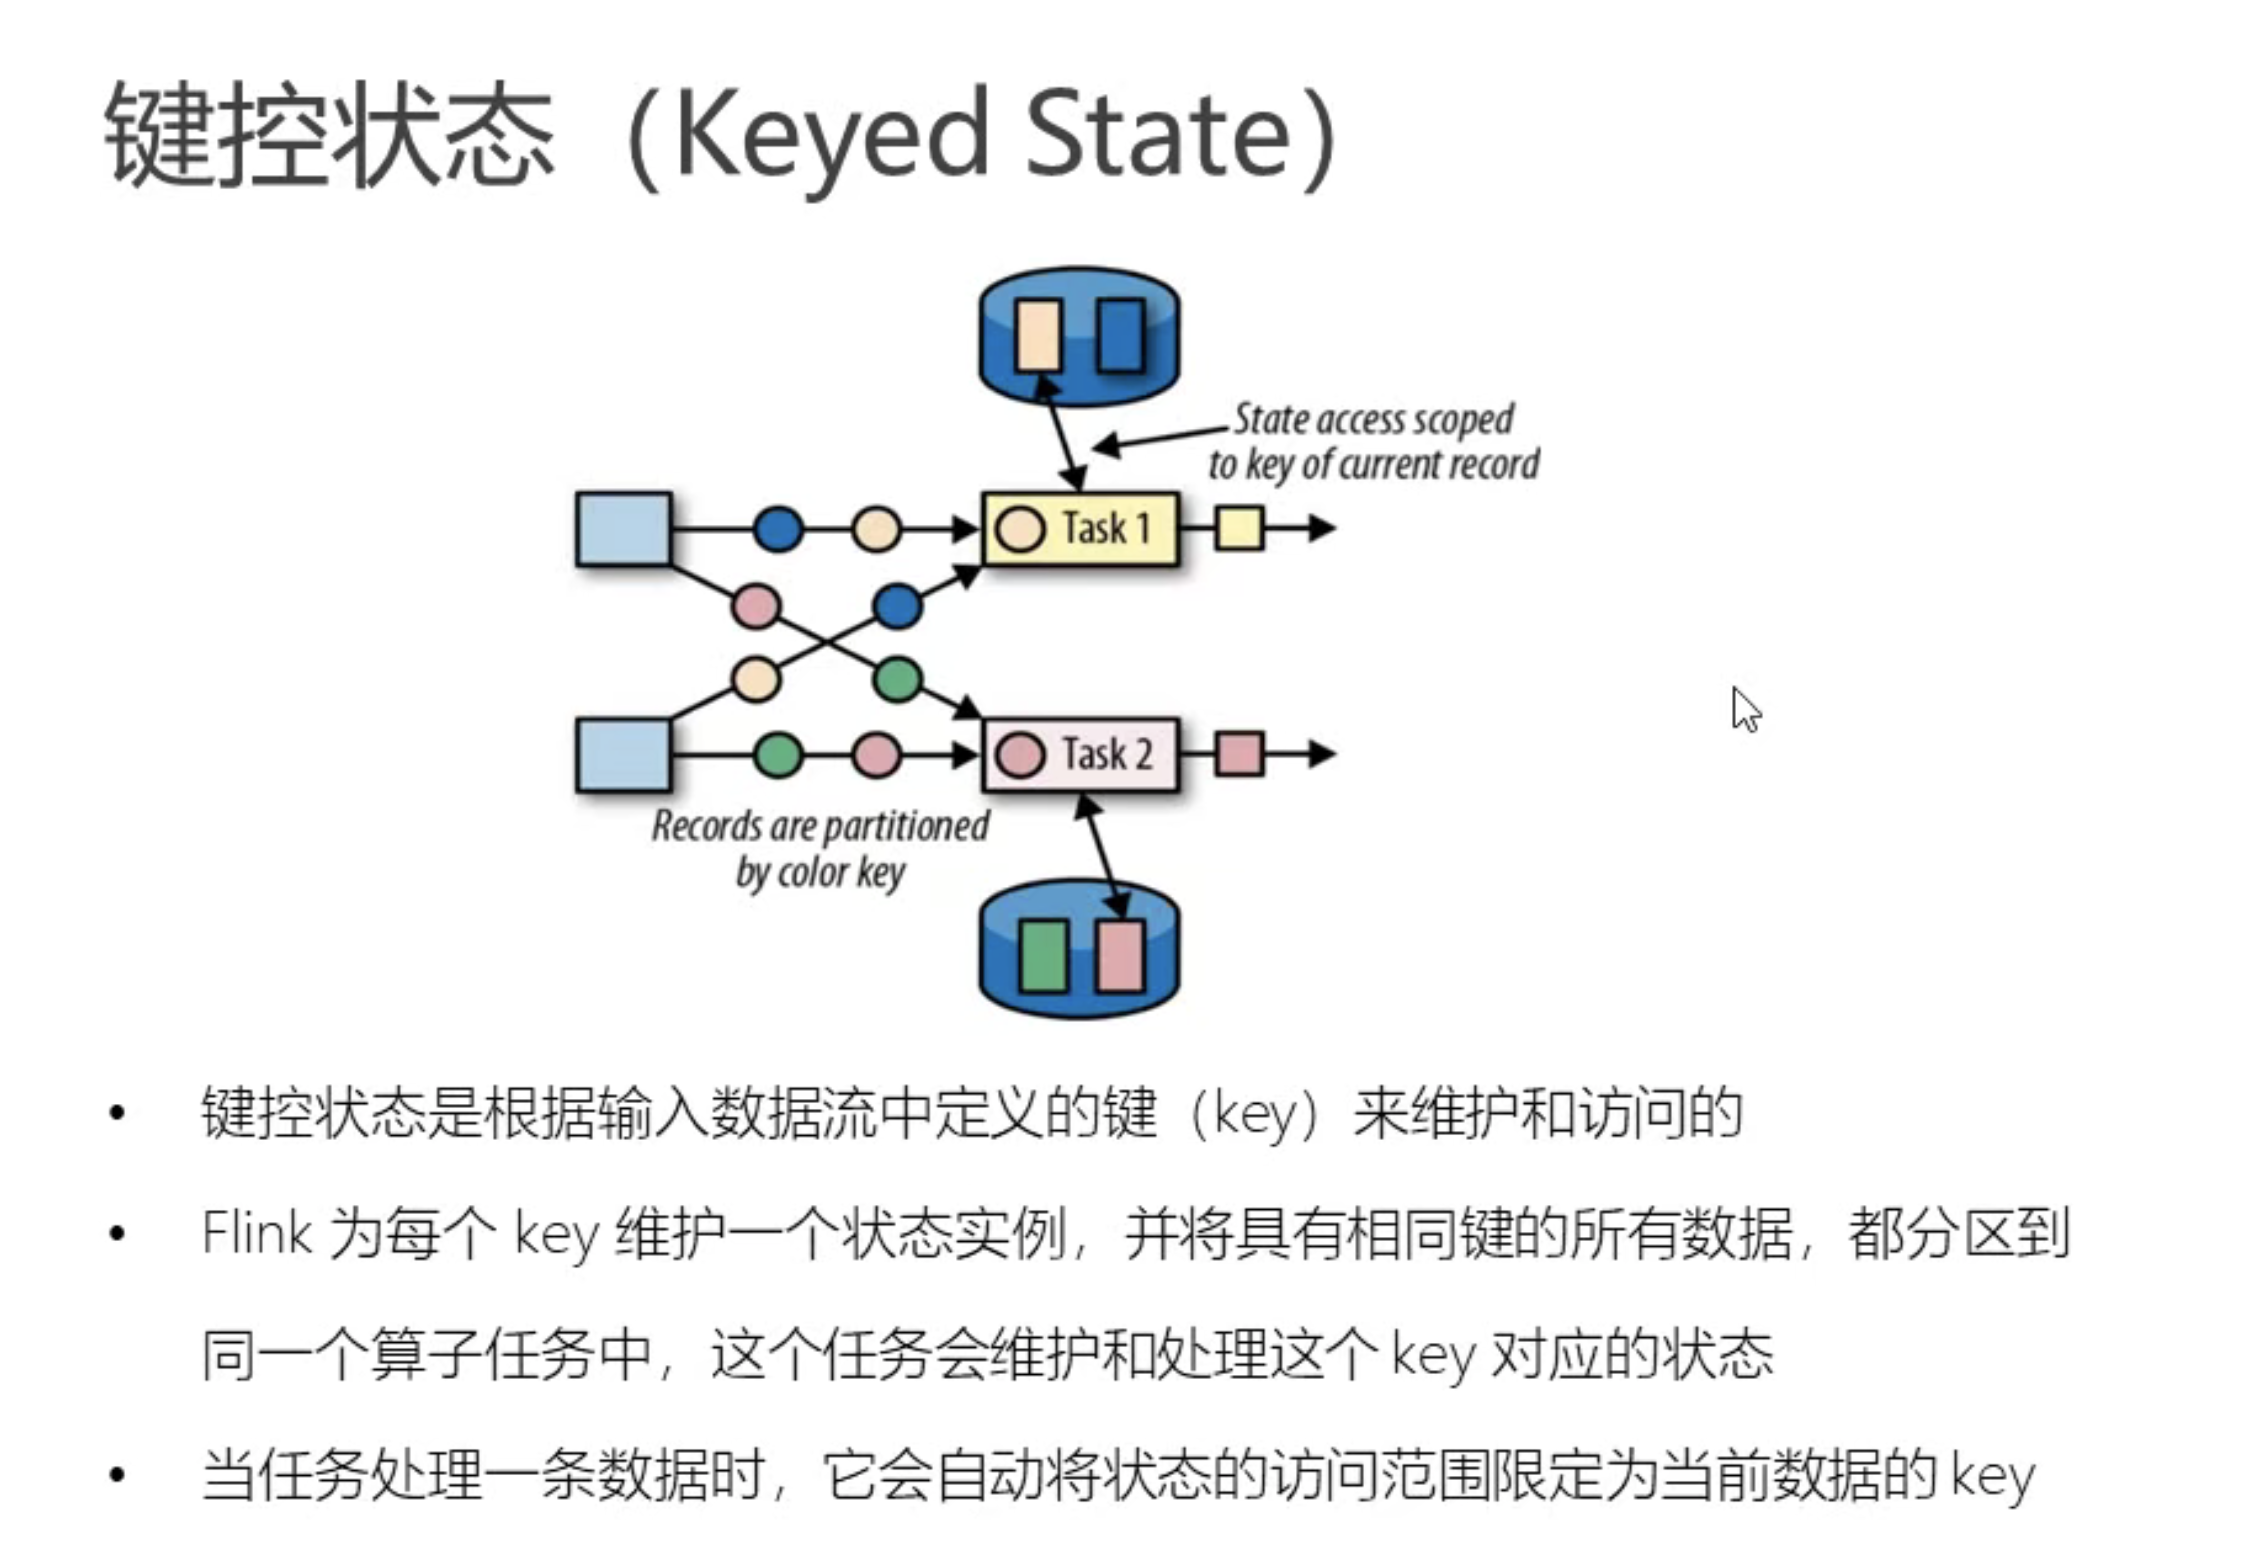 键控状态（Keyed State）
State access scoped
to key of current record
Task 1
Task 2
Records are partitioned
by color key
• 键控状态是根据输入数据流中定义的键（key）来维护和访问的
• Flink 为每个 key 维护一个状态实例，并将具有相同键的所有数据，都分区到
同一个算子任务中，这个任务会维护和处理这个 key 对应的状态
• 当任务处理一条数据时，它会自动将状态的访问范围限定为当前数据的 key